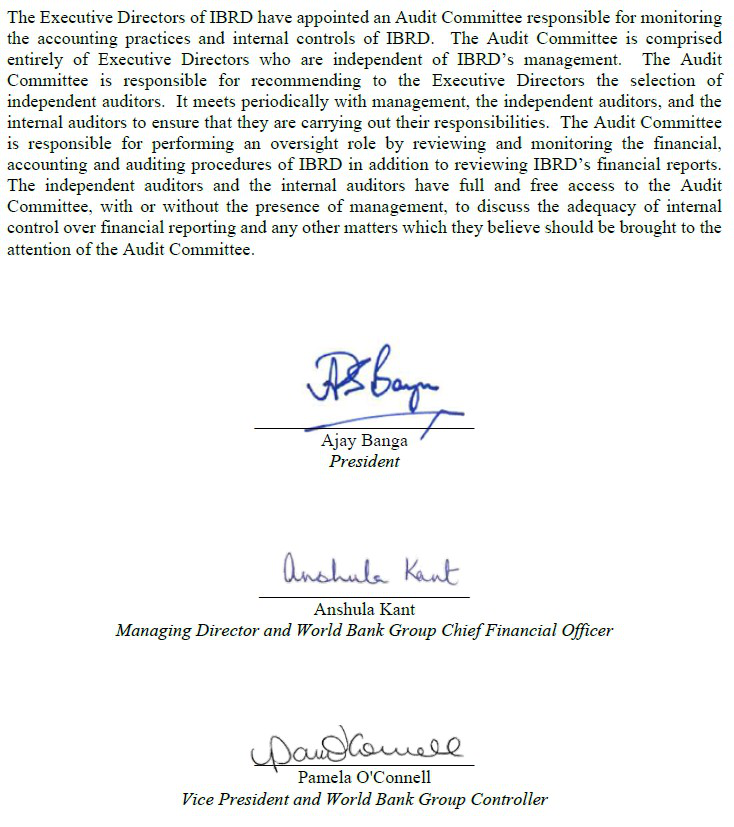 The Executive Directors of IBRD have appointed an Audit Committee responsible for monitoring
the accounting practices and internal controls of IBRD. The Audit Committee is comprised
entirely of Executive Directors who are independent of IBRD’s management. The Audit
Committee is responsible for recommending to the Executive Directors the selection of
independent auditors. It meets periodically with management, the independent auditors, and the
internal auditors to ensure that they are carrying out their responsibilities. The Audit Committee
is responsible for performing an oversight role by reviewing and monitoring the financial,
accounting and auditing procedures of IBRD in addition to reviewing IBRD’s financial reports.
The independent auditors and the internal auditors have full and free access to the Audit
Committee, with or without the presence of management, to discuss the adequacy of internal
control over financial reporting and any other matters which they believe should be brought to the
attention of the Audit Committee.
Ajay Banga
President
Anshula Kant
Anshula Kant
Managing Director and World Bank Group Chief Financial Officer
Pamela O'Connell
Vice President and World Bank Group Controller